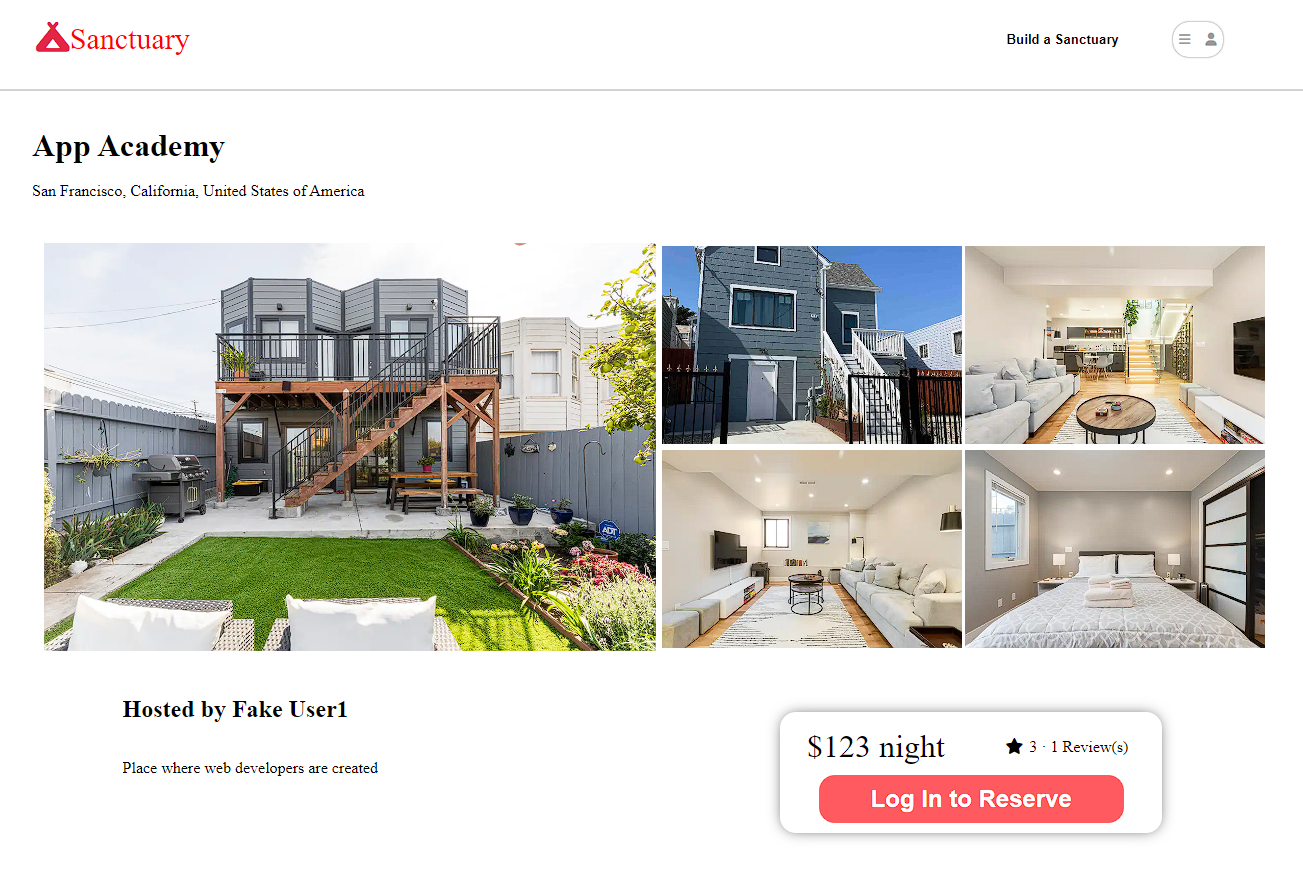 Sanctuary
Build a Sanctuary
App Academy
San Francisco, California, United States of America
ADT
Hosted by Fake User1
Place where web developers are created
$123 night
3 · 1 Review(s)
Log In to Reserve